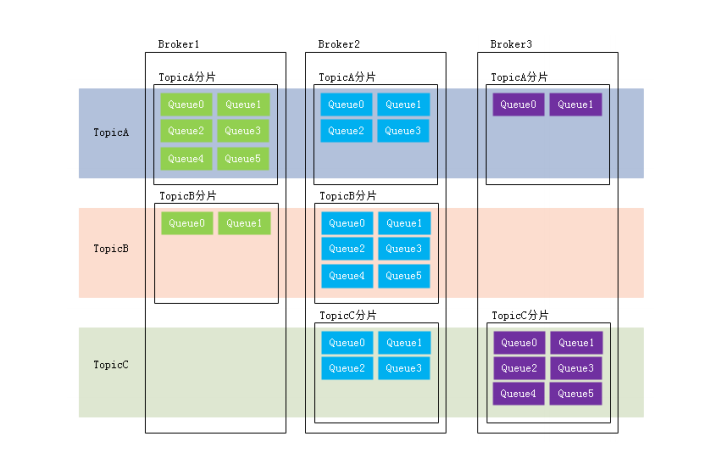 Broker1 Broker2 Broker3
TopicA分片 TopicA分片 TopicA分片
Queue0 Queue1 Queue0 Queue1 Queue0 Queue1
TopicA
Queue2 Queue3 Queue2 Queue3
Queue4 Queue5
TopicB分片 TopicB分片
Queue0 Queue1 Queue0 Queue1
TopicB
Queue2 Queue3
Queue4 Queue5
TopicC分片 TopicC分片
Queue0 Queue1 Queue0 Queue1
TopicC
Queue2 Queue3 Queue2 Queue3
Queue4 Queue5